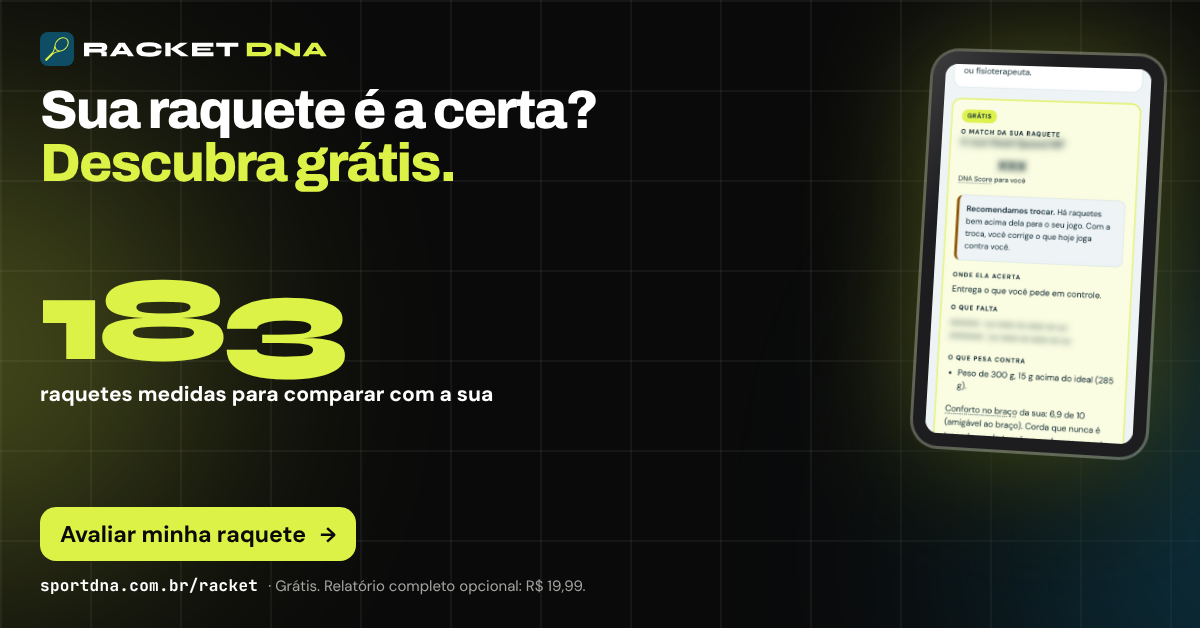 RACKET DNA
Sua raquete é a certa?
Descubra grátis.
183
raquetes medidas para comparar com a sua
Avaliar minha raquete →
sportdna.com.br/racket · Grátis. Relatório completo opcional: R$ 19,99.
ou fisioterapeuta.
GRÁTIS
O MATCH DA SUA RAQUETE
DNA Score para você
Recomendamos trocar. Há raquetes
bem acima dela para o seu jogo. Com a
troca, você corrige o que hoje joga
contra você.
ONDE ELA ACERTA
Entrega o que você pede em controle.
O QUE FALTA
O QUE PESA CONTRA
• Peso de 300 g, 15 g acima do ideal (285
g).
Conforto no braço da sua: 6,9 de 10
(amigável ao braço). Corda que nunca é